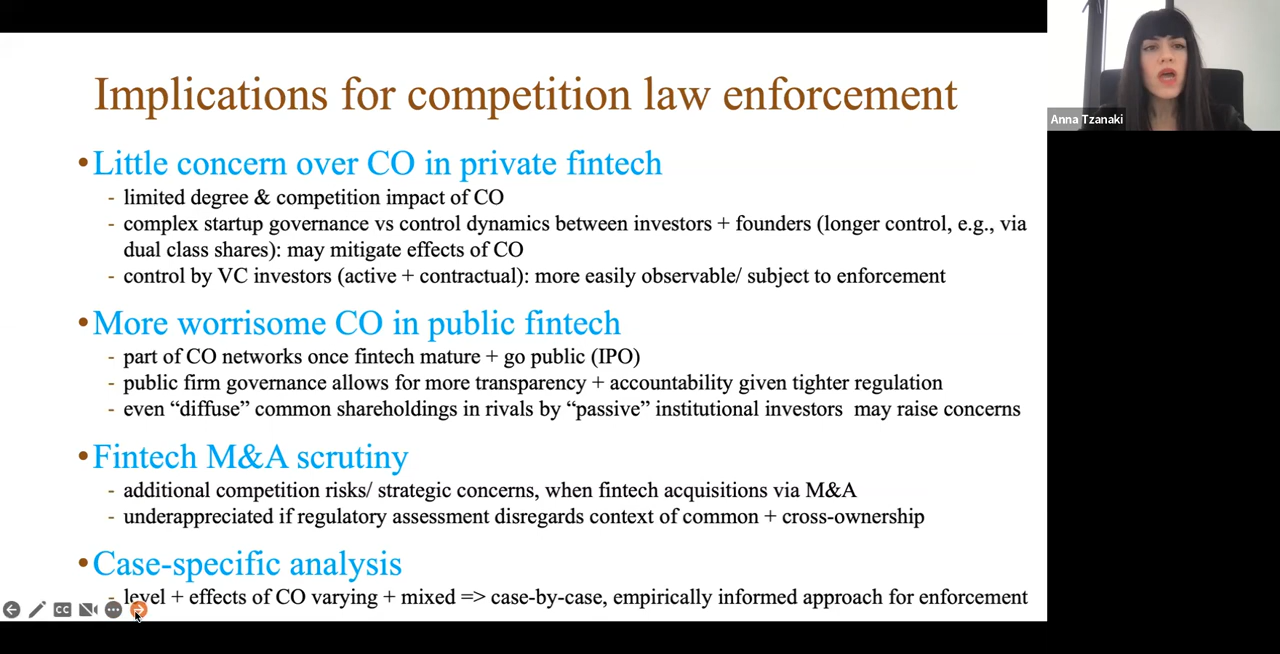 Implications for competition law enforcement
•Little concern over CO in private fintech
- limited degree & competition impact of CO
- complex startup governance vs control dynamics between investors + founders (longer control, e.g., via
dual class shares): may mitigate effects of CO
- control by VC investors (active + contractual): more easily observable/ subject to enforcement
•More worrisome CO in public fintech
- part of CO networks once fintech mature + go public (IPO)
- public firm governance allows for more transparency + accountability given tighter regulation
- even “diffuse” common shareholdings in rivals by “passive” institutional investors may raise concerns
•Fintech M&A scrutiny
- additional competition risks/ strategic concerns, when fintech acquisitions via M&A
- underappreciated if regulatory assessment disregards context of common + cross-ownership
•Case-specific analysis
- level + effects of CO varying + mixed => case-by-case, empirically informed approach for enforcement
CC
Anna Tzanaki